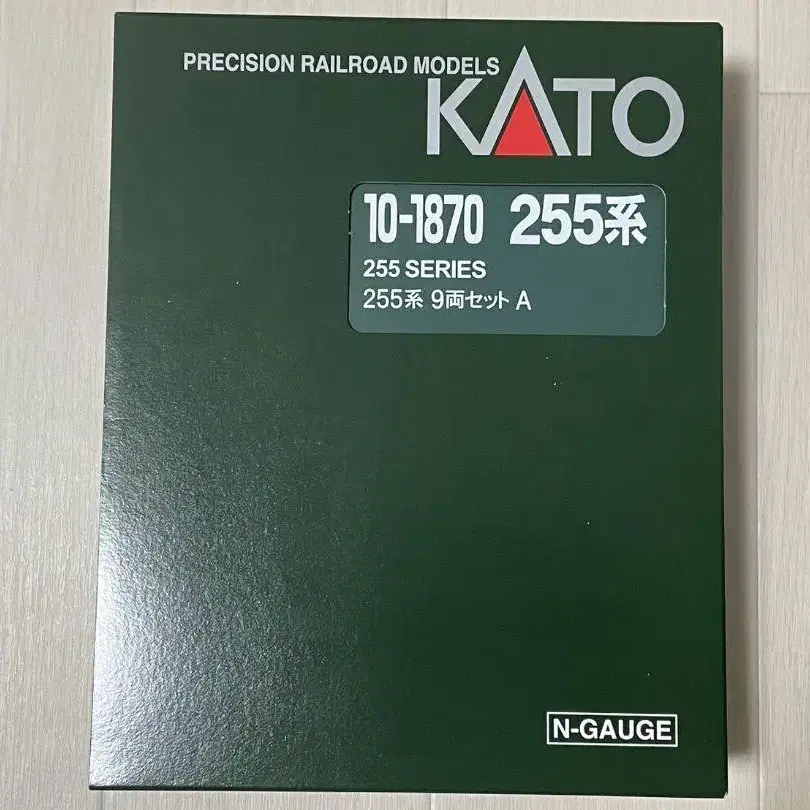 PRECISION RAILROAD MODELS
KATO
10-1870 255系
255 SERIES
255系 9両セット A
N-GAUGE